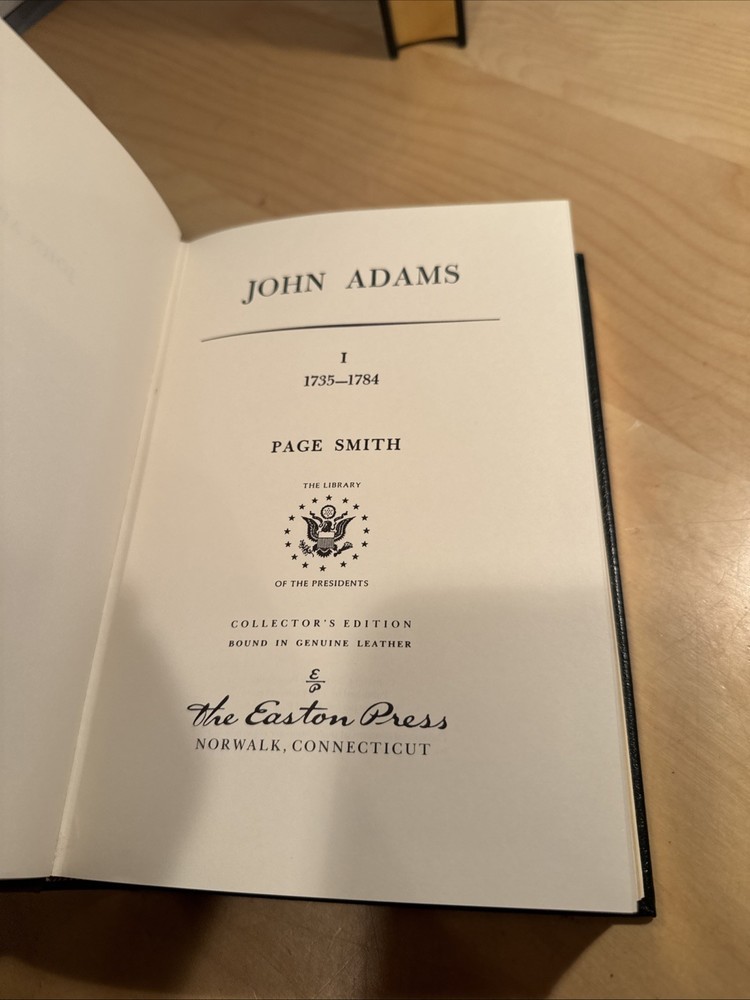 JOHN ADAMS
I
1735—1784
PAGE SMITH
THE LIBRARY
OF THE PRESIDENTS
COLLECTOR'S EDITION
BOUND IN GENUINE LEATHER
E
P
The Easton Press
NORWALK, CONNECTICUT